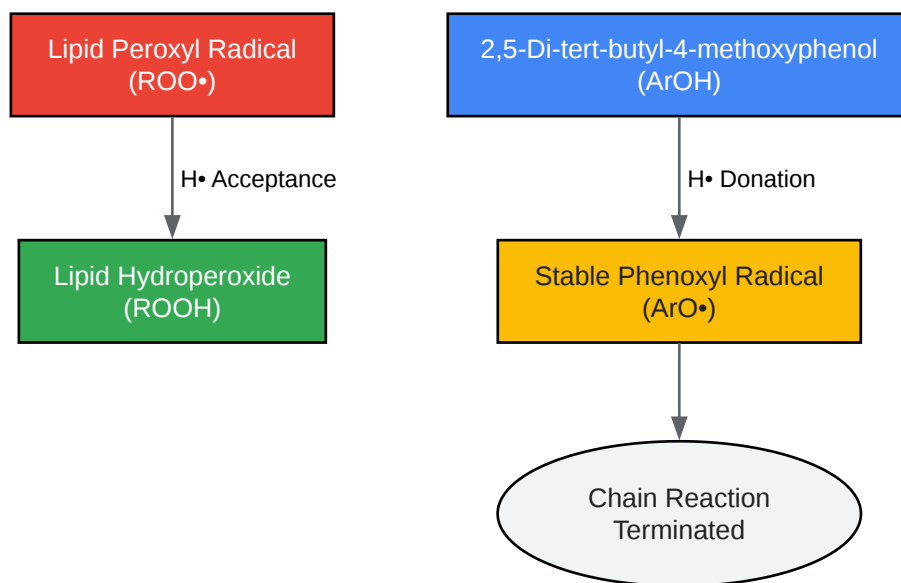 Lipid Peroxyl Radical
(ROO•)
2,5-Di-tert-butyl-4-methoxyphenol
(ArOH)
H• Acceptance
H• Donation
Lipid Hydroperoxide
(ROOH)
Stable Phenoxyl Radical
(ArO•)
Chain Reaction
Terminated